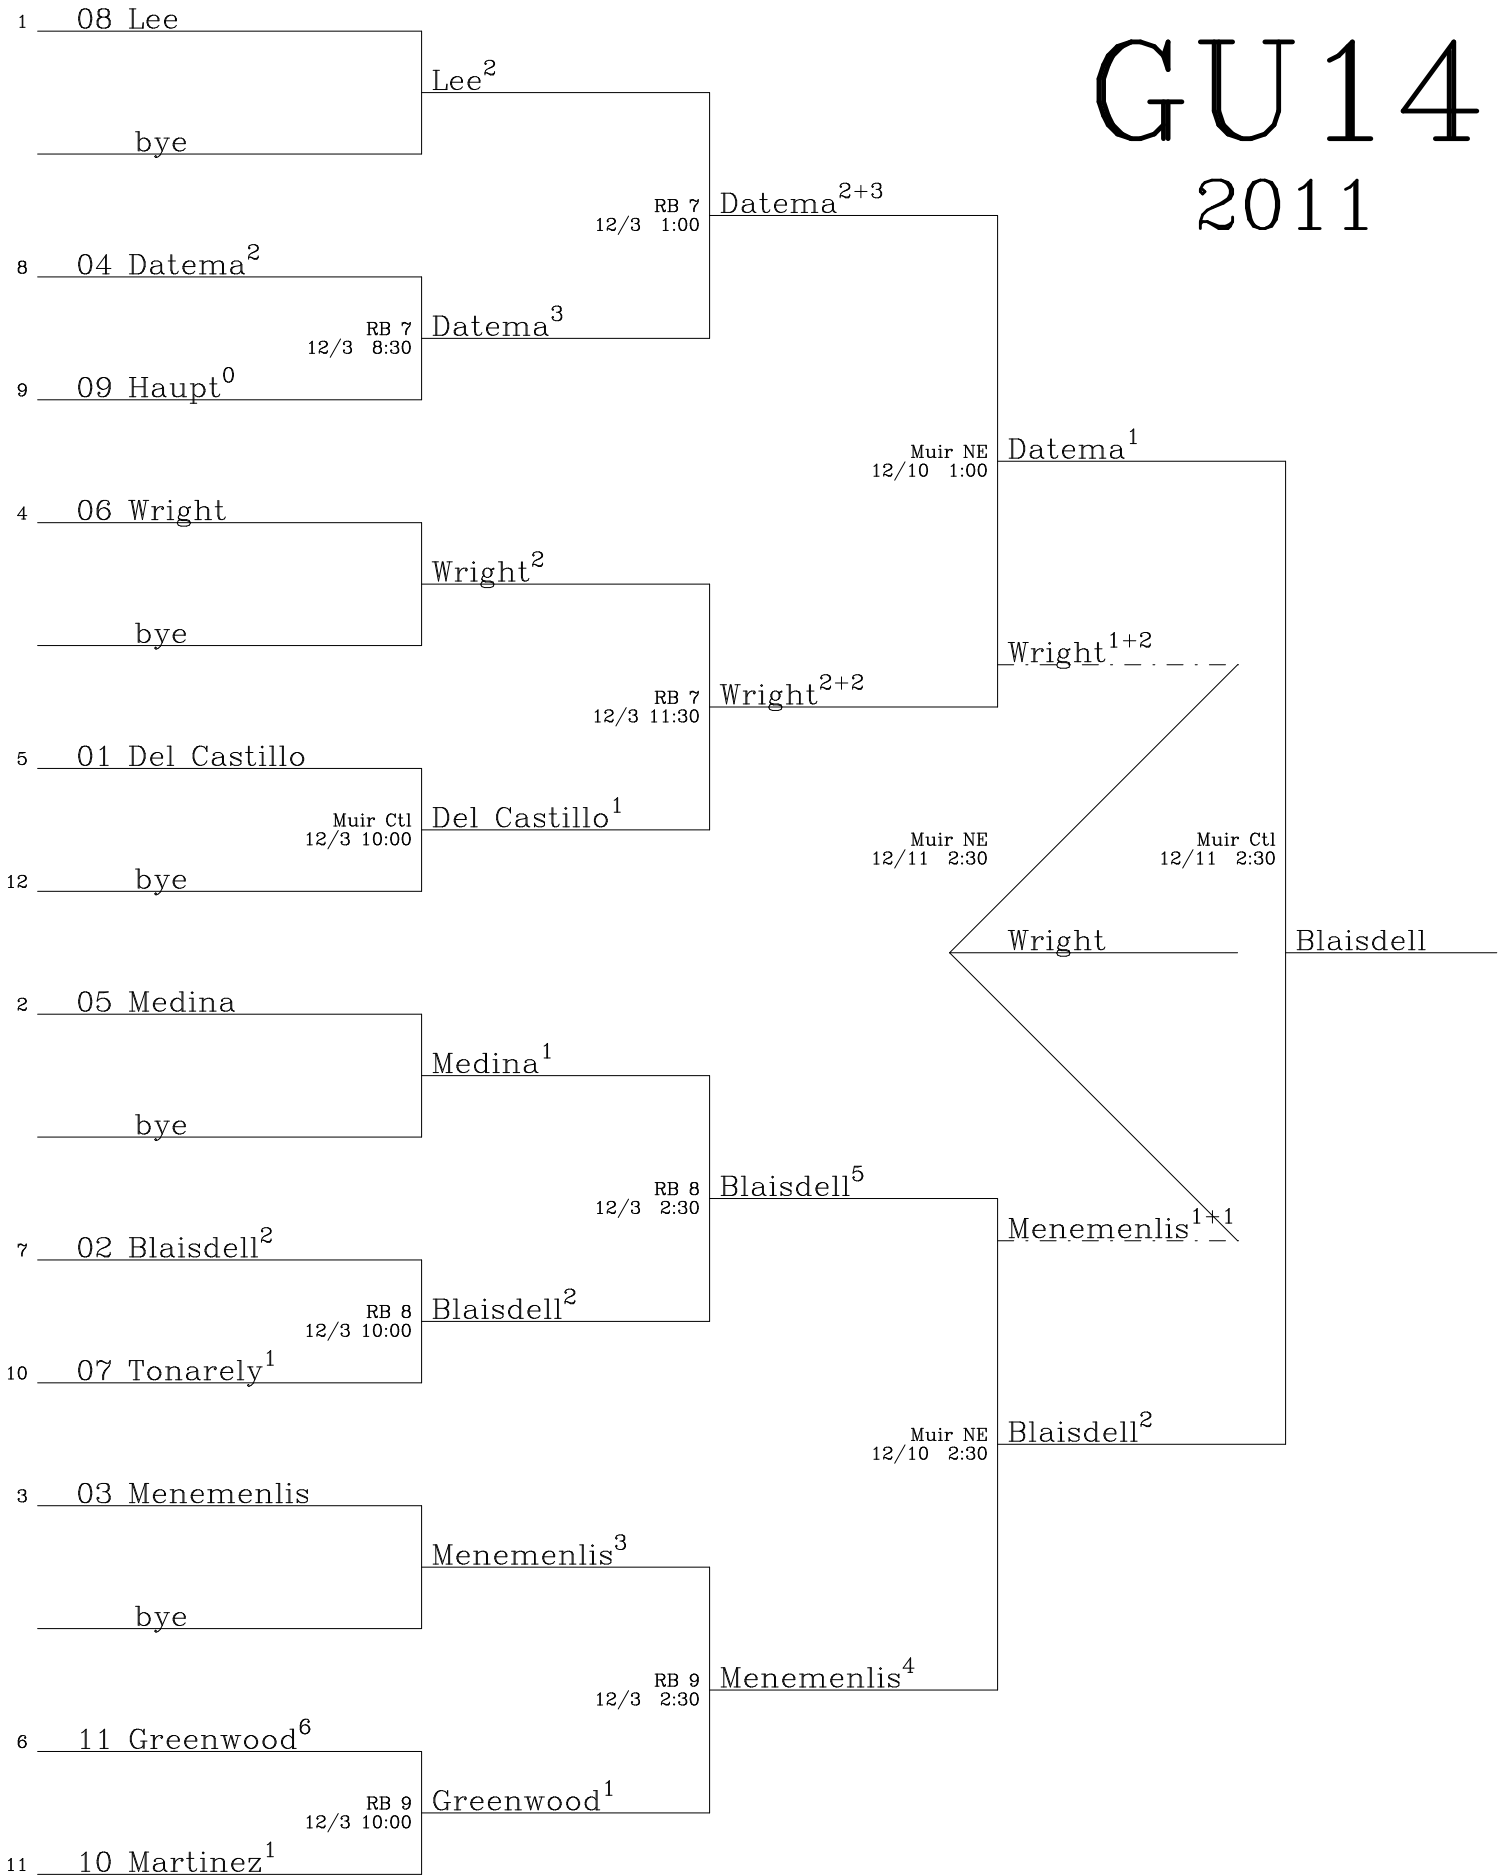 GU14
2011
1 08 Lee
Lee2
bye
RB 7
12/3 1:00
Datema2+3
8 04 Datema2
RB 7
12/3 8:30
Datema3
9 09 Haupt0
Muir NE
12/10 1:00
Datema1
4 06 Wright
Wright2
bye
Wright1+2
RB 7
12/3 11:30
Wright2+2
5 01 Del Castillo
Muir Ctl
12/3 10:00
Del Castillo1
12 bye
Muir NE
12/11 2:30
Muir Ctl
12/11 2:30
Wright
Blaisdell
2 05 Medina
Medina1
bye
RB 8
12/3 2:30
Blaisdell5
Menemenlis1+1
7 02 Blaisdell2
RB 8
12/3 10:00
Blaisdell2
10 07 Tonarely1
Muir NE
12/10 2:30
Blaisdell2
3 03 Menemenlis
Menemenlis3
bye
RB 9
12/3 2:30
Menemenlis4
6 11 Greenwood6
RB 9
12/3 10:00
Greenwood1
11 10 Martinez1